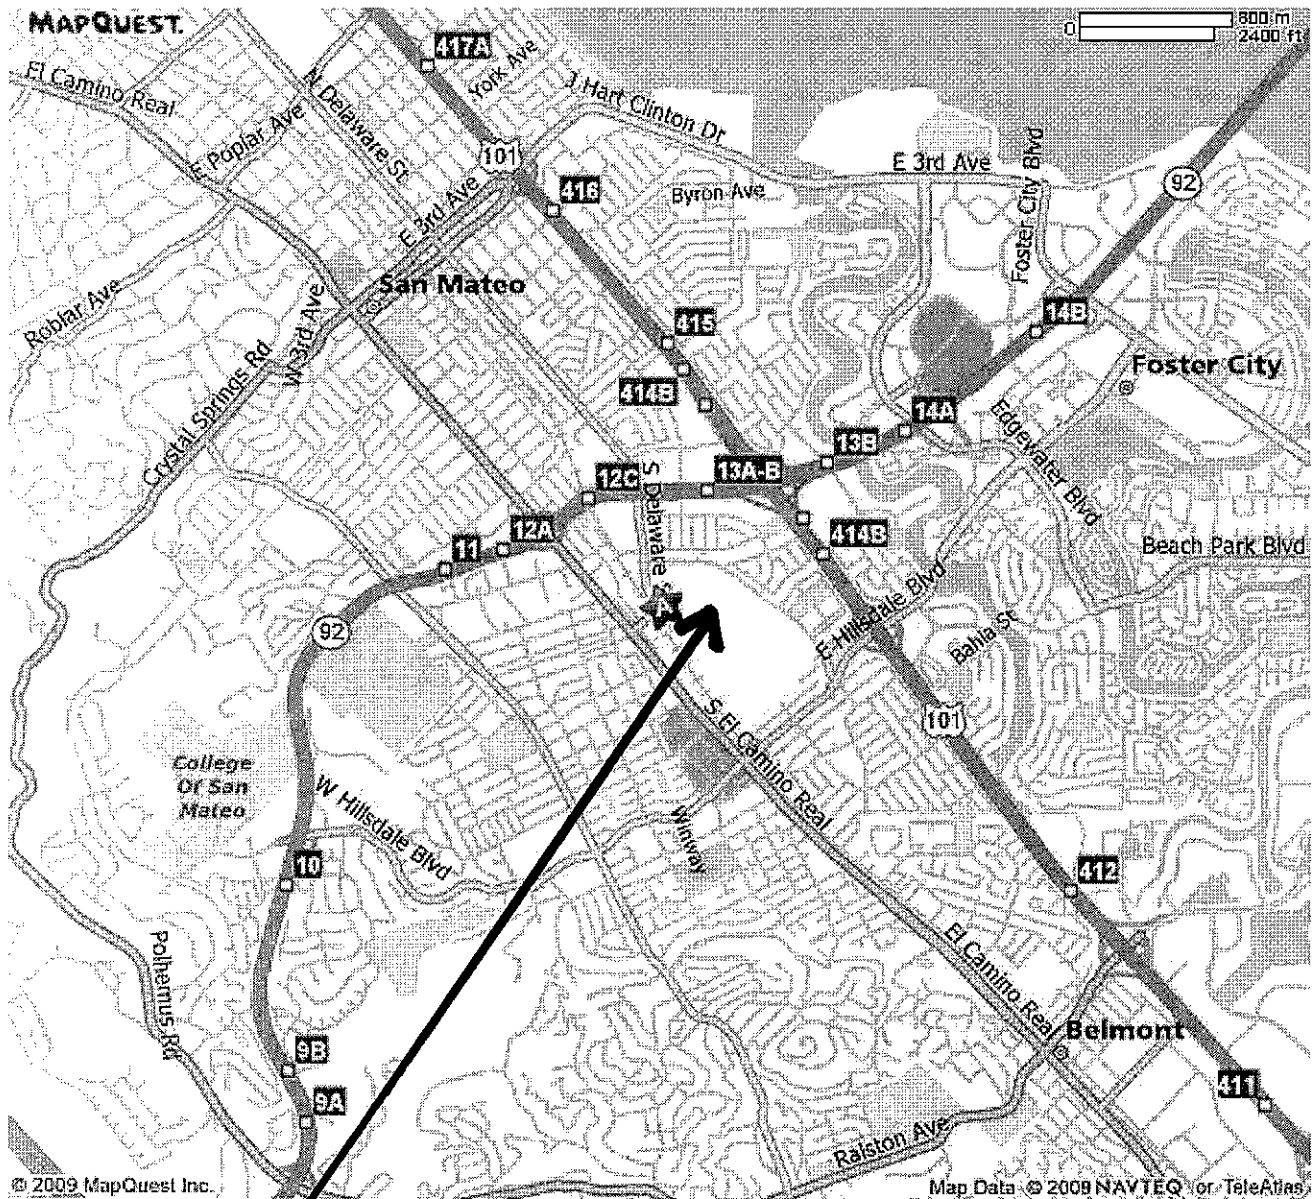 MAPQUEST.
0
800 m
2400 ft
417A
York Ave
El Camino Real
N Delaware St
J Hart Clinton Dr
E Poplar Ave
101
E 3rd Ave
Foster City Blvd
92
416
Byron Ave
E 3rd Ave
San Mateo
Roblar Ave
W 3rd Ave
415
14B
Crystal Springs Rd
414B
Foster City
14A
Edgewater Blvd
13B
12C
S Delaware St
13A-B
12A
11
414B
Beach Park Blvd
A
92
E Hillsdale Blvd
Bahia St
101
S El Camino Real
College
Of San
Mateo
W Hillsdale Blvd
Winway
10
412
Polhemus Rd
El Camino Real
Belmont
9B
9A
411
Ralston Ave
© 2009 MapQuest Inc.
Map Data © 2009 NAVTEQ or TeleAtlas